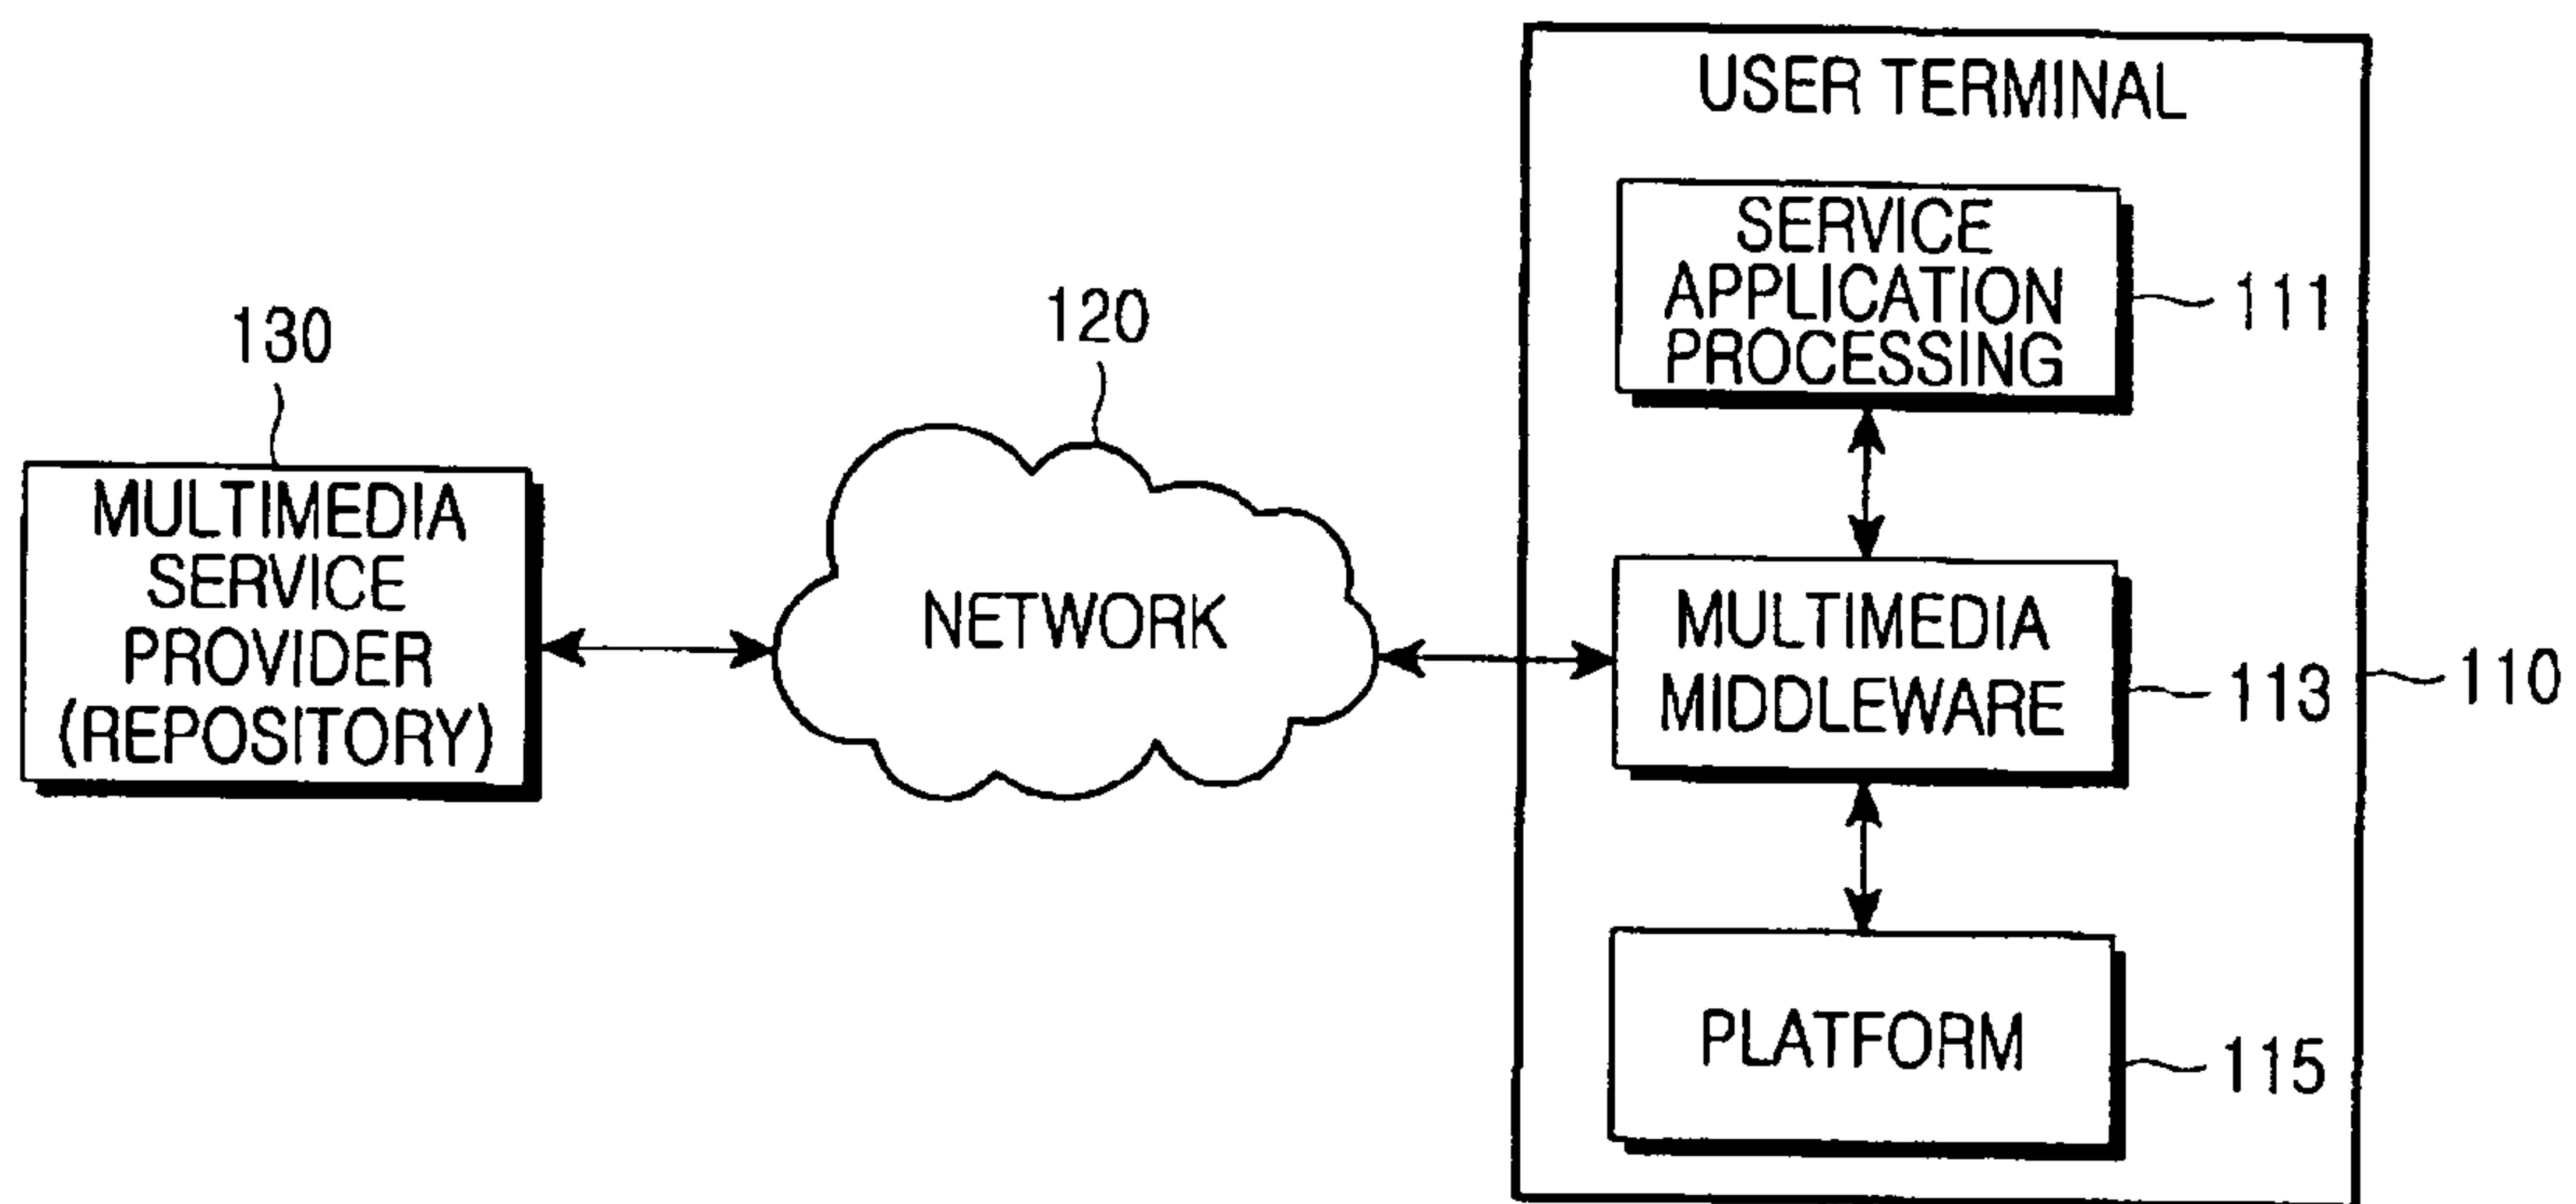 130
MULTIMEDIA
SERVICE
PROVIDER
(REPOSITORY)
120
NETWORK
USER TERMINAL
SERVICE
APPLICATION
PROCESSING
111
MULTIMEDIA
MIDDLEWARE
113
110
PLATFORM
115